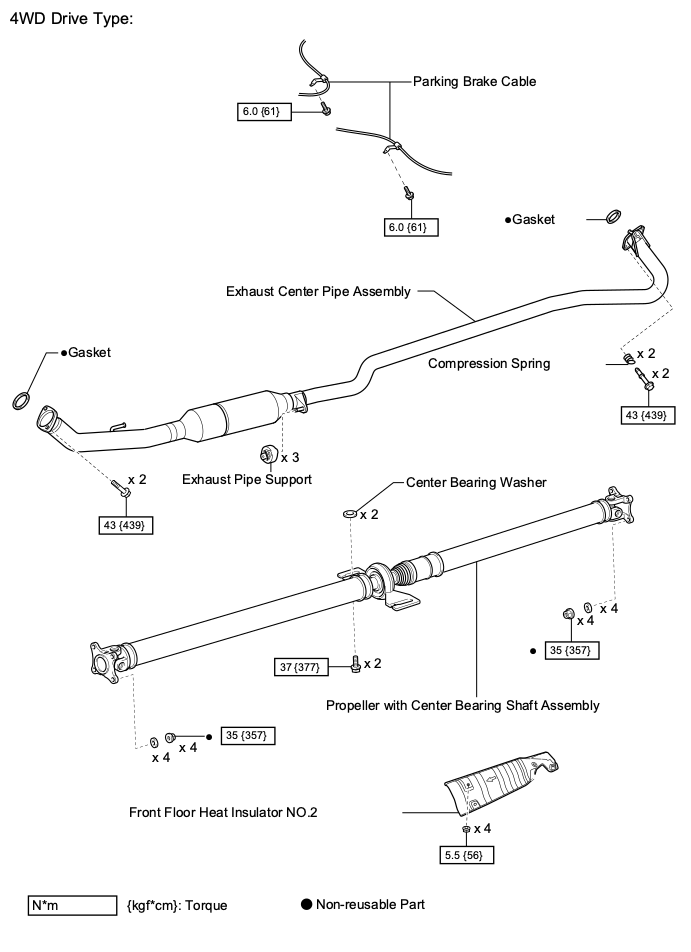 4WD Drive Type:
Parking Brake Cable
6.0 {61}
6.0 {61}
●Gasket
Exhaust Center Pipe Assembly
●Gasket
x 2
Compression Spring
x 2
43 {439}
x 3
x 2
Exhaust Pipe Support
Center Bearing Washer
43 {439}
x 2
x 4
x 4
35 {357}
●
37 {377}
x 2
Propeller with Center Bearing Shaft Assembly
35 {357}
●
x 4
x 4
Front Floor Heat Insulator NO.2
x 4
5.5 {56}
N*m
{kgf*cm}: Torque
● Non-reusable Part